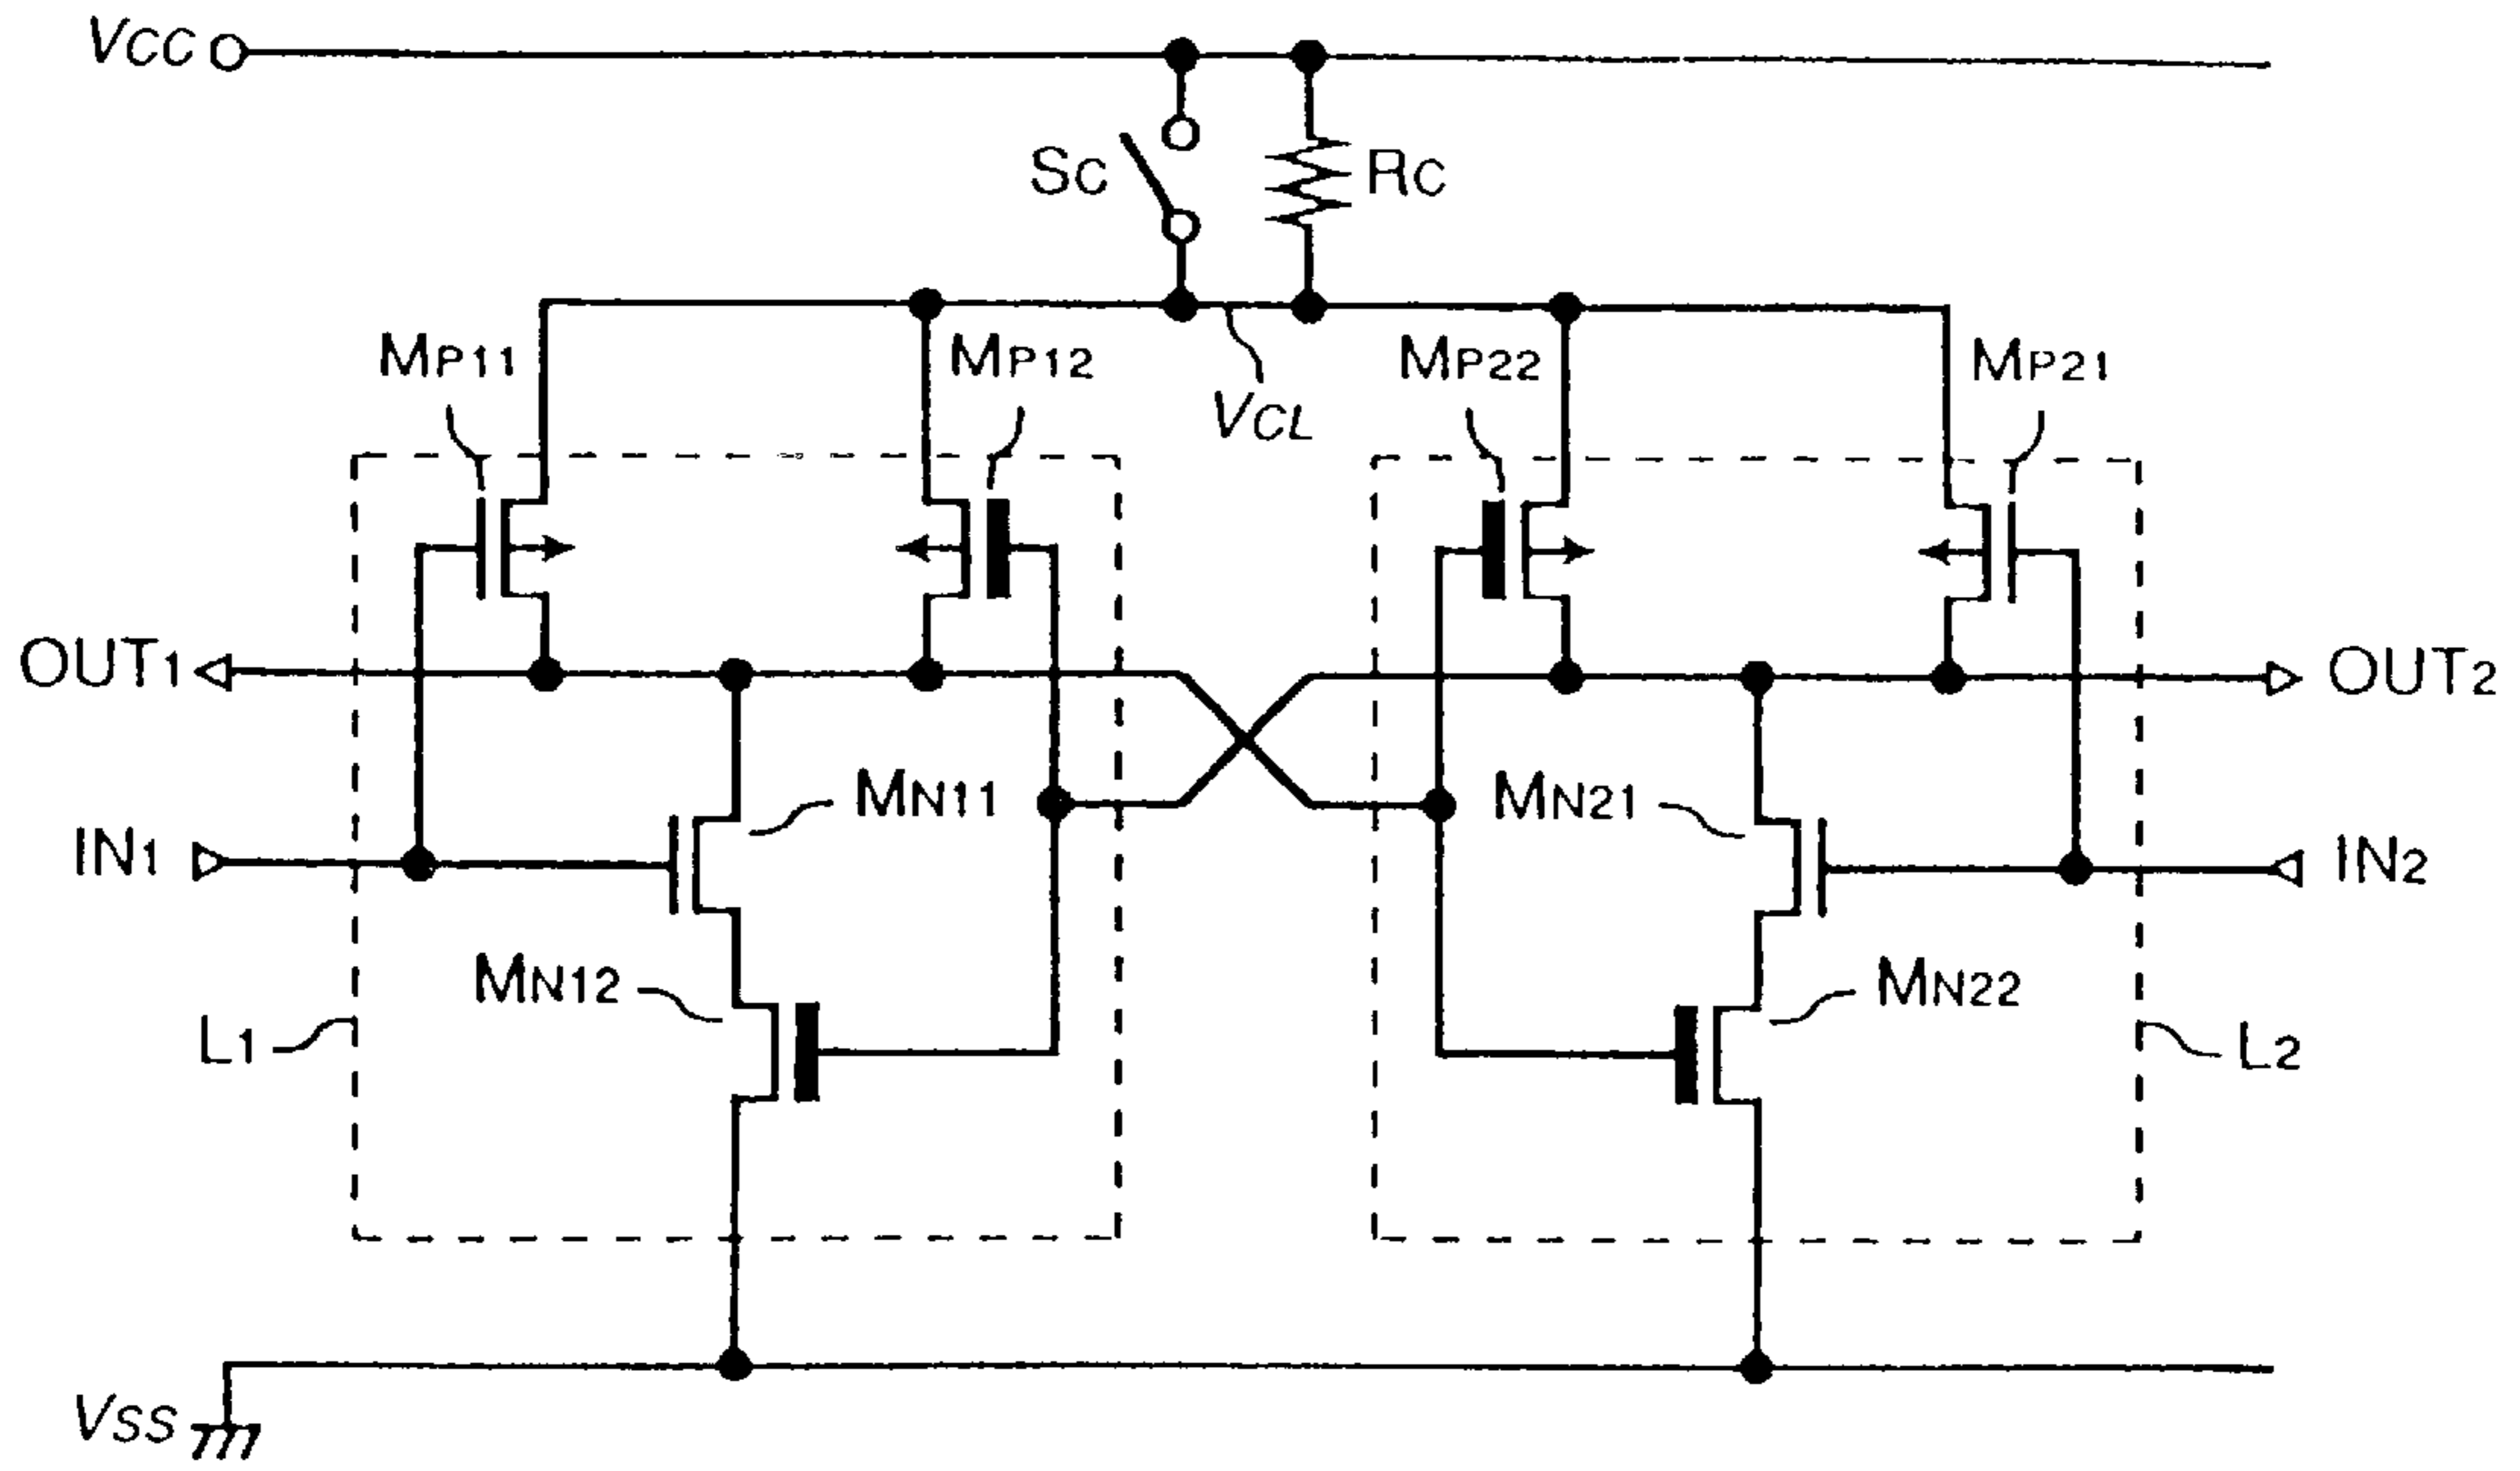 VCC
SC
RC
MP11
MP12
MP22
MP21
VCL
OUT1
OUT2
MN11
MN21
IN1
IN2
MN12
MN22
L1
L2
VSS